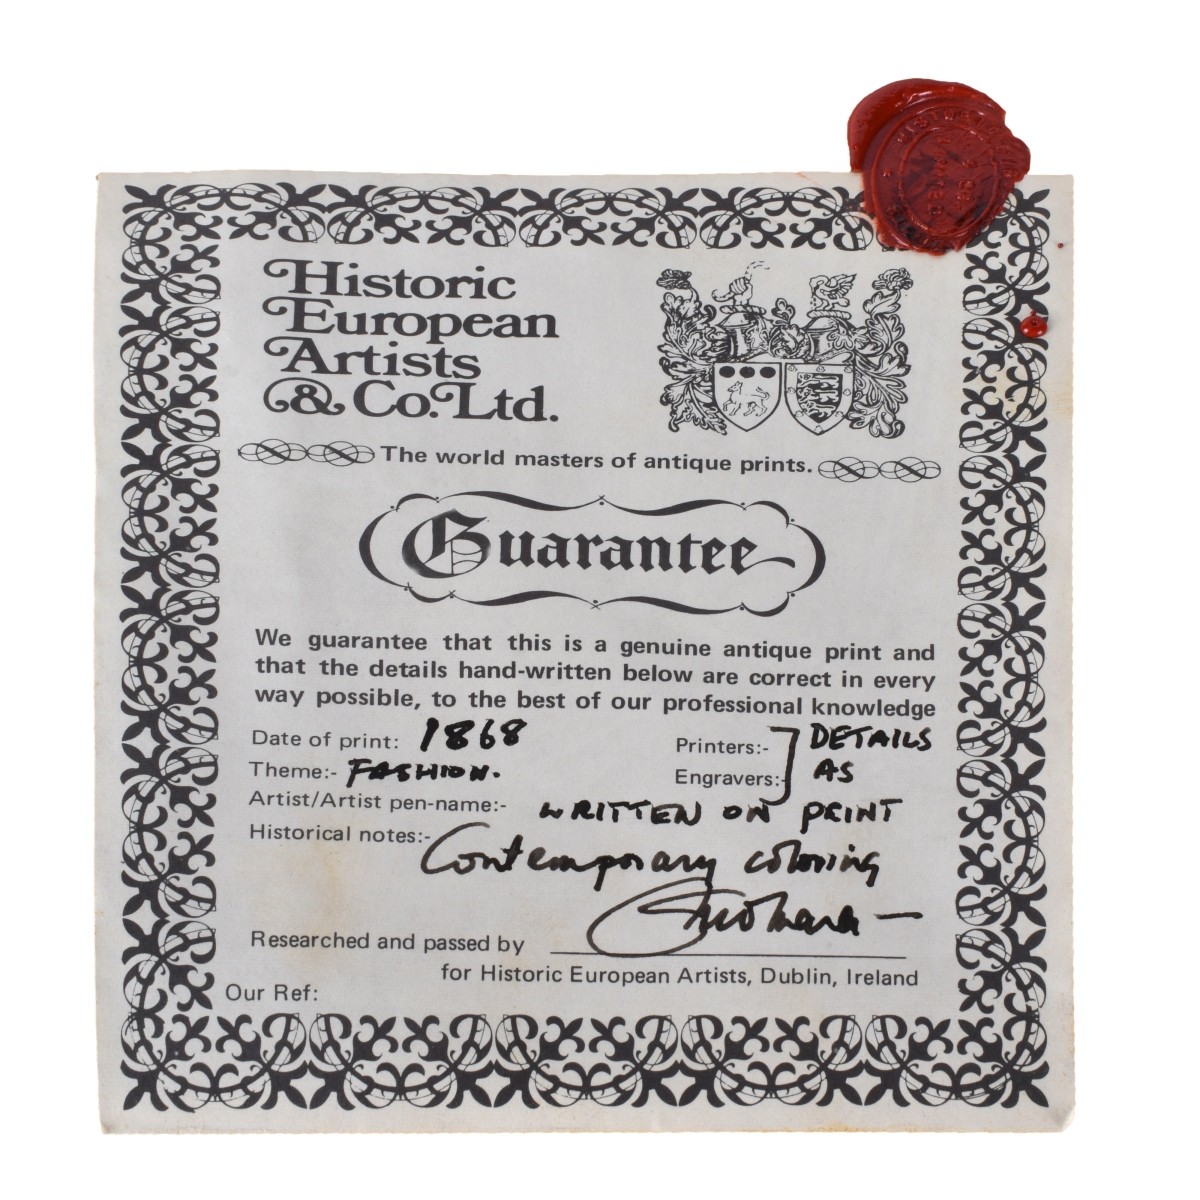 Historic
European
Artists
& Co. Ltd.
The world masters of antique prints.
Guarantee
We guarantee that this is a genuine antique print and
that the details hand-written below are correct in every
way possible, to the best of our professional knowledge
Date of print: 1868
Theme:- FASHION.
Printers:- DETAILS
Engravers:- AS
Artist/Artist pen-name:- WRITTEN ON PRINT
Historical notes:- Contemporary coloring
Researched and passed by
for Historic European Artists, Dublin, Ireland
Our Ref: